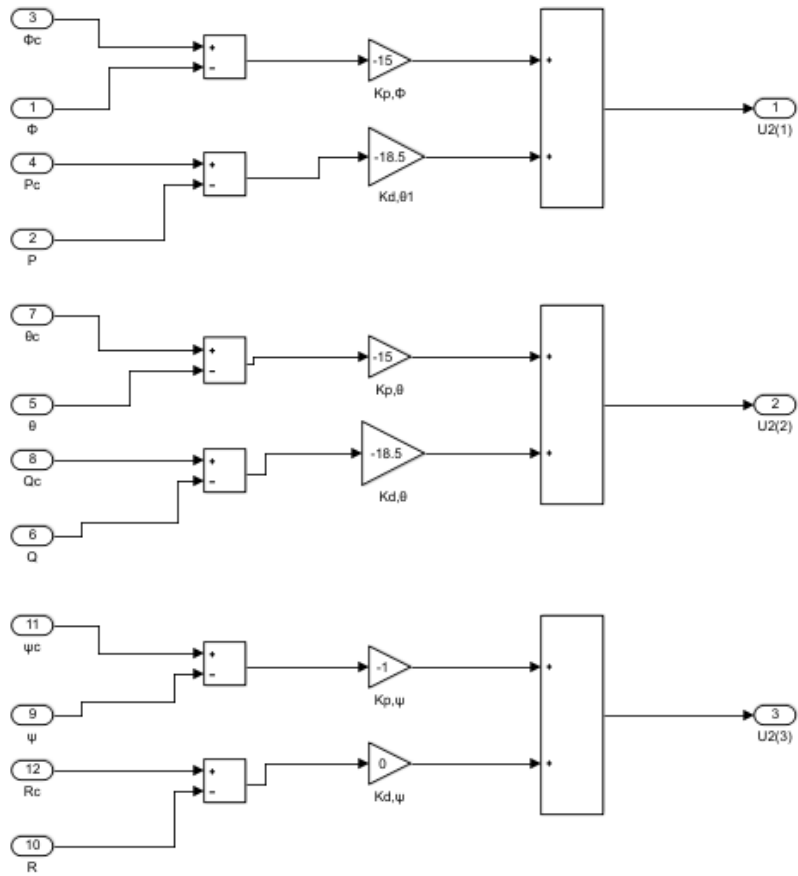 3
Φc
+
-
-15
Kp,Φ
+
1
Φ
1
U2(1)
4
Pc
+
-
-18.5
Kd,θ1
+
2
P
7
θc
+
-
-15
Kp,θ
+
5
θ
2
U2(2)
8
Qc
+
-
-18.5
Kd,θ
+
6
Q
11
ψc
+
-
-1
Kp,ψ
+
9
ψ
3
U2(3)
12
Rc
+
-
0
Kd,ψ
+
10
R